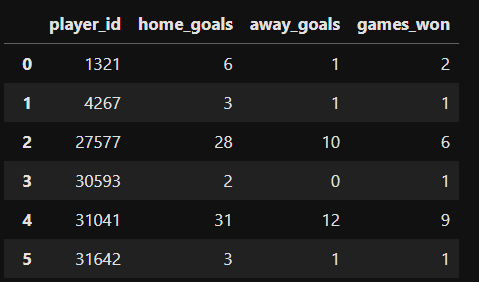 player_id home_goals away_goals games_won
0 1321 6 1 2
1 4267 3 1 1
2 27577 28 10 6
3 30593 2 0 1
4 31041 31 12 9
5 31642 3 1 1